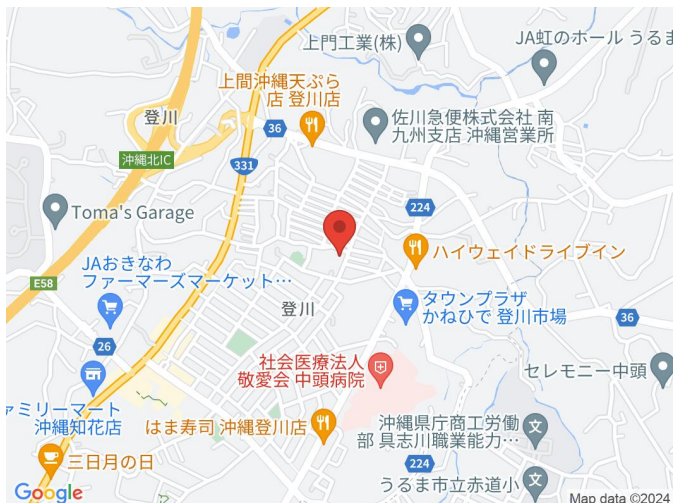 上門工業(株)
JA虹のホール うるま
上間沖縄天ぷら
店 登川店
佐川急便株式会社 南
九州支店 沖縄営業所
登川
36
沖縄北IC
331
224
Toma's Garage
ハイウェイドライブイン
E58
JAおきなわ
ファーマーズマーケット…
登川
タウンプラザ
かねひで 登川市場
36
26
社会医療法人
敬愛会 中頭病院
セレモニー中頭
ァミリーマート
沖縄知花店
はま寿司 沖縄登川店
沖縄県庁商工労働
部 具志川職業能力…
三日月の日
224
うるま市立赤道小
Google
Map data ©2024